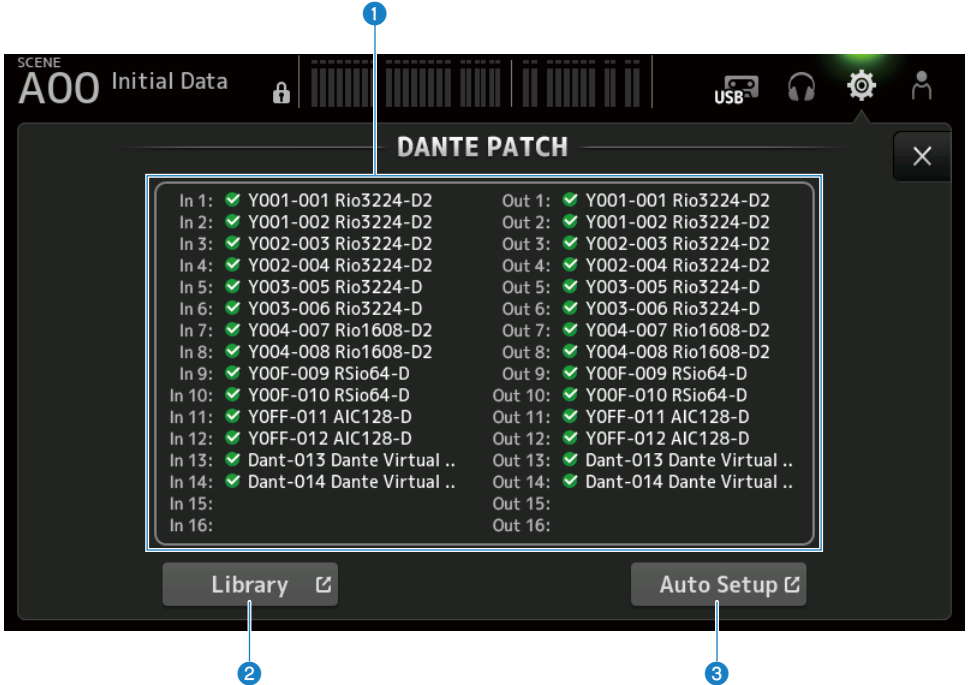 1
SCENE
A00 Initial Data
USB
DANTE PATCH
In 1: Y001-001 Rio3224-D2 Out 1: Y001-001 Rio3224-D2
In 2: Y001-002 Rio3224-D2 Out 2: Y001-002 Rio3224-D2
In 3: Y002-003 Rio3224-D2 Out 3: Y002-003 Rio3224-D2
In 4: Y002-004 Rio3224-D2 Out 4: Y002-004 Rio3224-D2
In 5: Y003-005 Rio3224-D Out 5: Y003-005 Rio3224-D
In 6: Y003-006 Rio3224-D Out 6: Y003-006 Rio3224-D
In 7: Y004-007 Rio1608-D2 Out 7: Y004-007 Rio1608-D2
In 8: Y004-008 Rio1608-D2 Out 8: Y004-008 Rio1608-D2
In 9: Y00F-009 RSio64-D Out 9: Y00F-009 RSio64-D
In 10: Y00F-010 RSio64-D Out 10: Y00F-010 RSio64-D
In 11: Y0FF-011 AIC128-D Out 11: Y0FF-011 AIC128-D
In 12: Y0FF-012 AIC128-D Out 12: Y0FF-012 AIC128-D
In 13: Dant-013 Dante Virtual .. Out 13: Dant-013 Dante Virtual ..
In 14: Dant-014 Dante Virtual .. Out 14: Dant-014 Dante Virtual ..
In 15: Out 15:
In 16: Out 16:
Library Auto Setup
2 3